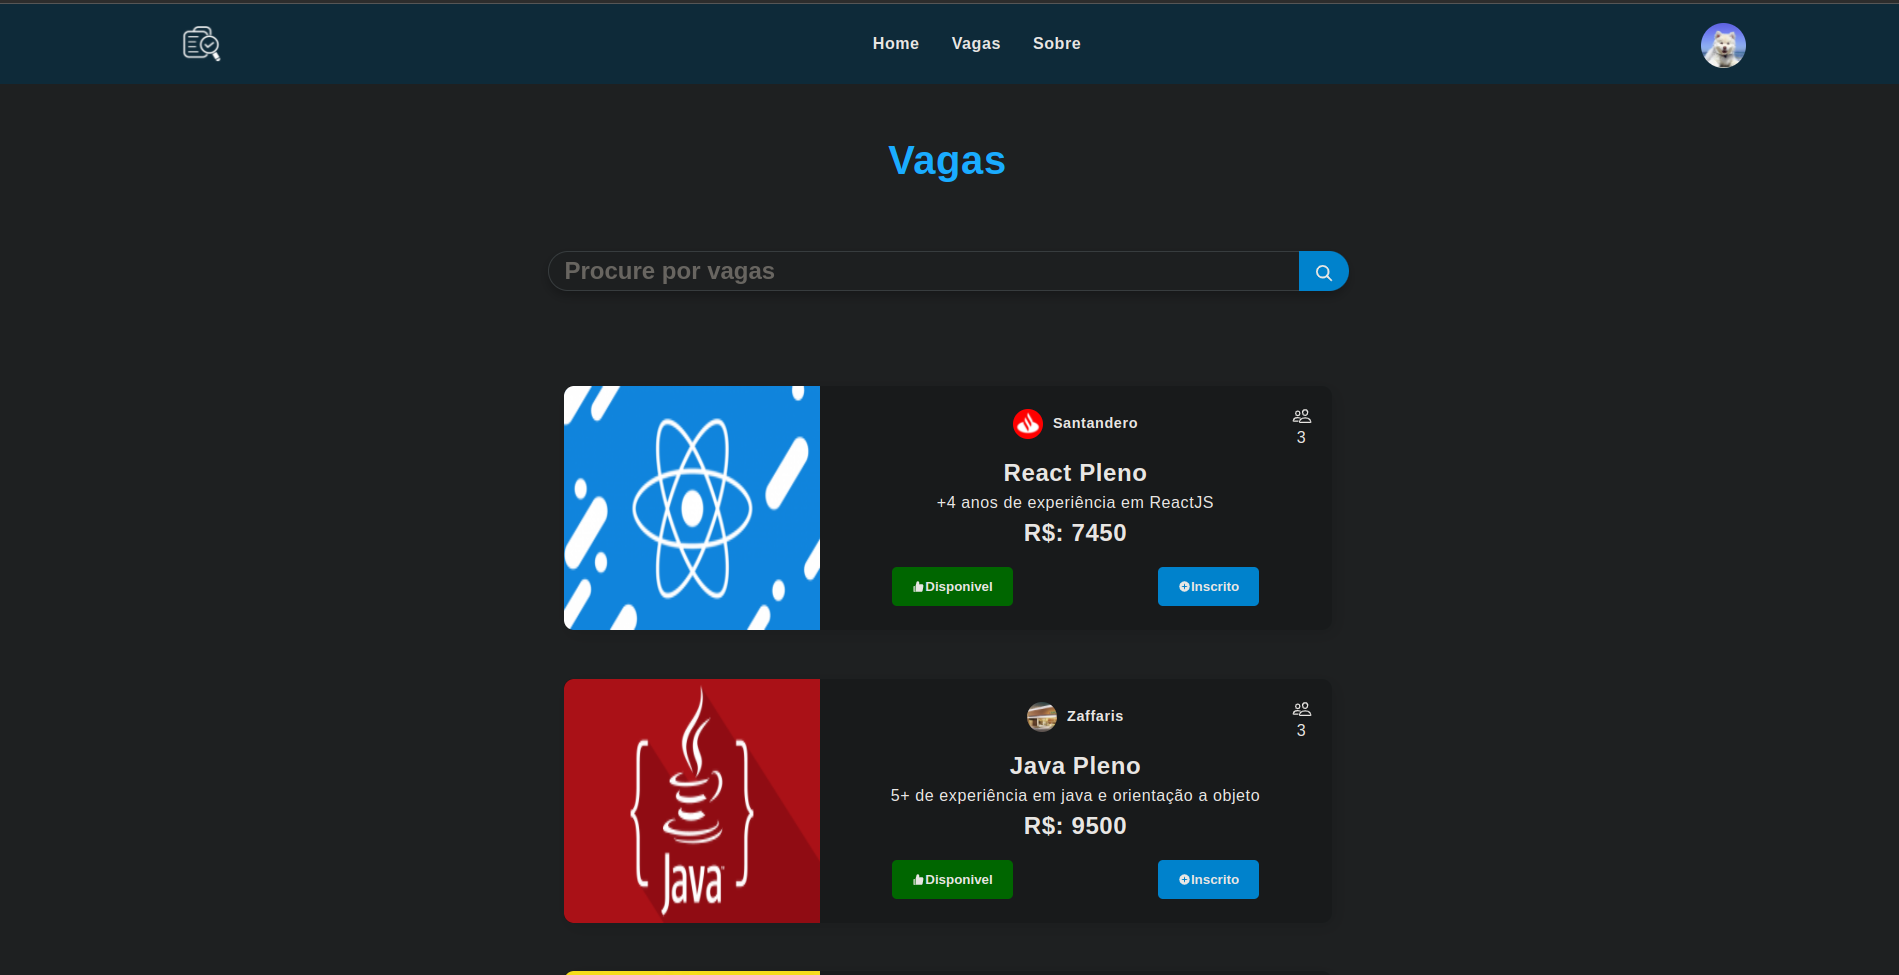 Home Vagas Sobre
Vagas
Procure por vagas
Santandero
3
React Pleno
+4 anos de experiência em ReactJS
R$: 7450
Disponivel Inscrito
Zaffaris
3
Java Pleno
5+ de experiência em java e orientação a objeto
R$: 9500
Java
Disponivel Inscrito